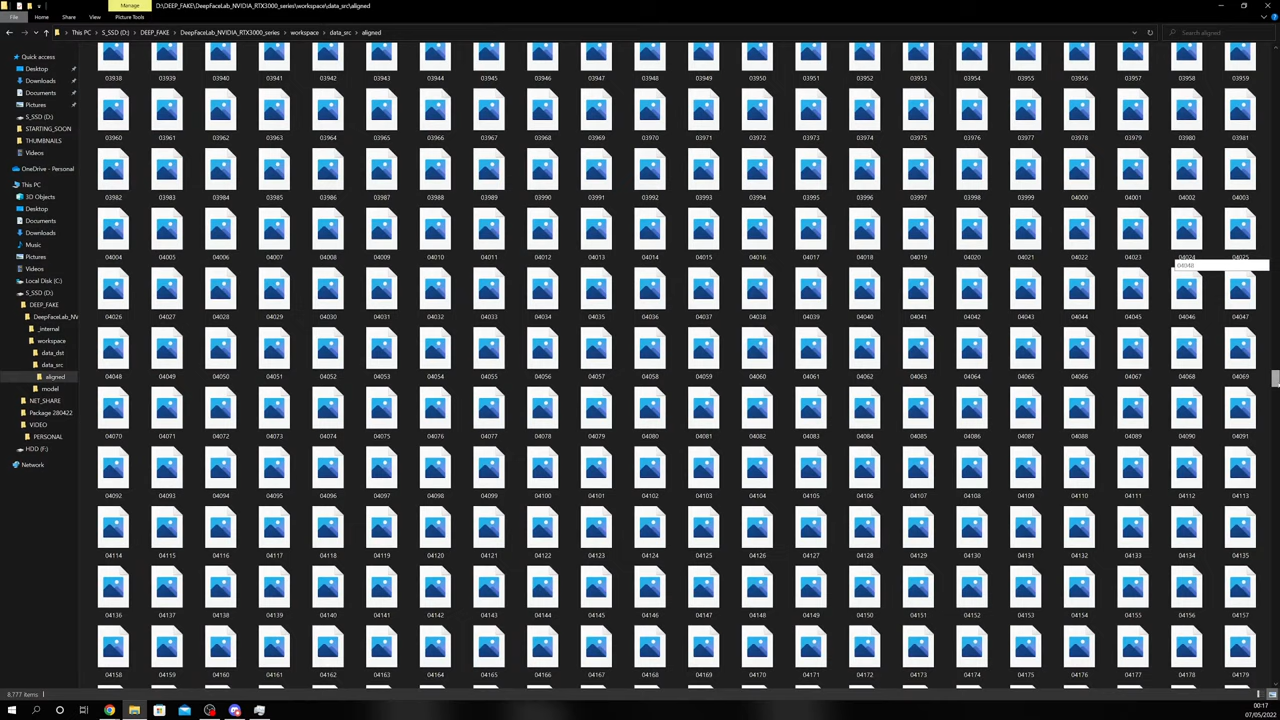 Manage
D:\DEEP_FAKE\DeepFaceLab_NVIDIA_RTX3000_series\workspace\data_src\aligned
File Home Share View Picture Tools
This PC S_SSD (D:) DEEP_FAKE DeepFaceLab_NVIDIA_RTX3000_series workspace data_src aligned
Search aligned
Quick access
Desktop
Downloads
Documents
Pictures
S_SSD (D:)
STARTING_SOON
THUMBNAILS
Videos
OneDrive - Personal
This PC
3D Objects
Desktop
Documents
Downloads
Music
Pictures
Videos
Local Disk (C:)
S_SSD (D:)
DEEP_FAKE
DeepFaceLab_NV
_internal
workspace
data_dst
data_src
aligned
model
NET_SHARE
Package 280422
VIDEO
PERSONAL
HDD (F:)
Network
03938 03939 03940 03941 03942 03943 03944 03945 03946 03947 03948 03949 03950 03951 03952 03953 03954 03955 03956 03957 03958 03959
03960 03961 03962 03963 03964 03965 03966 03967 03968 03969 03970 03971 03972 03973 03974 03975 03976 03977 03978 03979 03980 03981
03982 03983 03984 03985 03986 03987 03988 03989 03990 03991 03992 03993 03994 03995 03996 03997 03998 03999 04000 04001 04002 04003
04004 04005 04006 04007 04008 04009 04010 04011 04012 04013 04014 04015 04016 04017 04018 04019 04020 04021 04022 04023 04024 04025
04048
04026 04027 04028 04029 04030 04031 04032 04033 04034 04035 04036 04037 04038 04039 04040 04041 04042 04043 04044 04045 04046 04047
04048 04049 04050 04051 04052 04053 04054 04055 04056 04057 04058 04059 04060 04061 04062 04063 04064 04065 04066 04067 04068 04069
04070 04071 04072 04073 04074 04075 04076 04077 04078 04079 04080 04081 04082 04083 04084 04085 04086 04087 04088 04089 04090 04091
04092 04093 04094 04095 04096 04097 04098 04099 04100 04101 04102 04103 04104 04105 04106 04107 04108 04109 04110 04111 04112 04113
04114 04115 04116 04117 04118 04119 04120 04121 04122 04123 04124 04125 04126 04127 04128 04129 04130 04131 04132 04133 04134 04135
04136 04137 04138 04139 04140 04141 04142 04143 04144 04145 04146 04147 04148 04149 04150 04151 04152 04153 04154 04155 04156 04157
04158 04159 04160 04161 04162 04163 04164 04165 04166 04167 04168 04169 04170 04171 04172 04173 04174 04175 04176 04177 04178 04179
8.777 items
00:17
07/05/2022